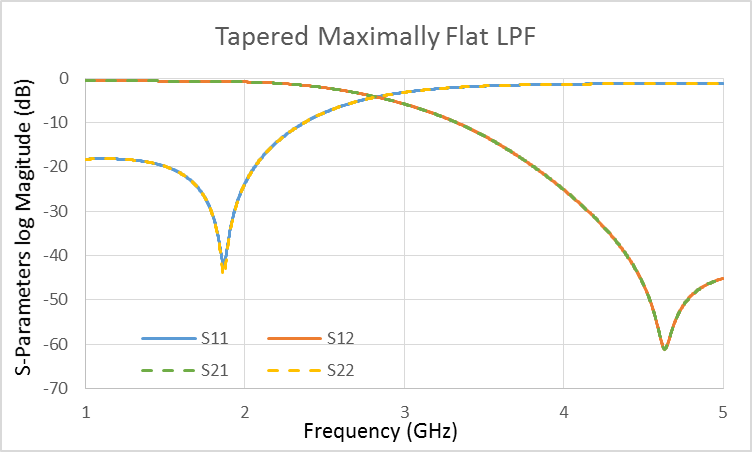 Tapered Maximally Flat LPF
S-Parameters log Magitude (dB)
0
-10
-20
-30
-40
-50
-60
-70
S11
S12
S21
S22
1
2
3
4
5
Frequency (GHz)